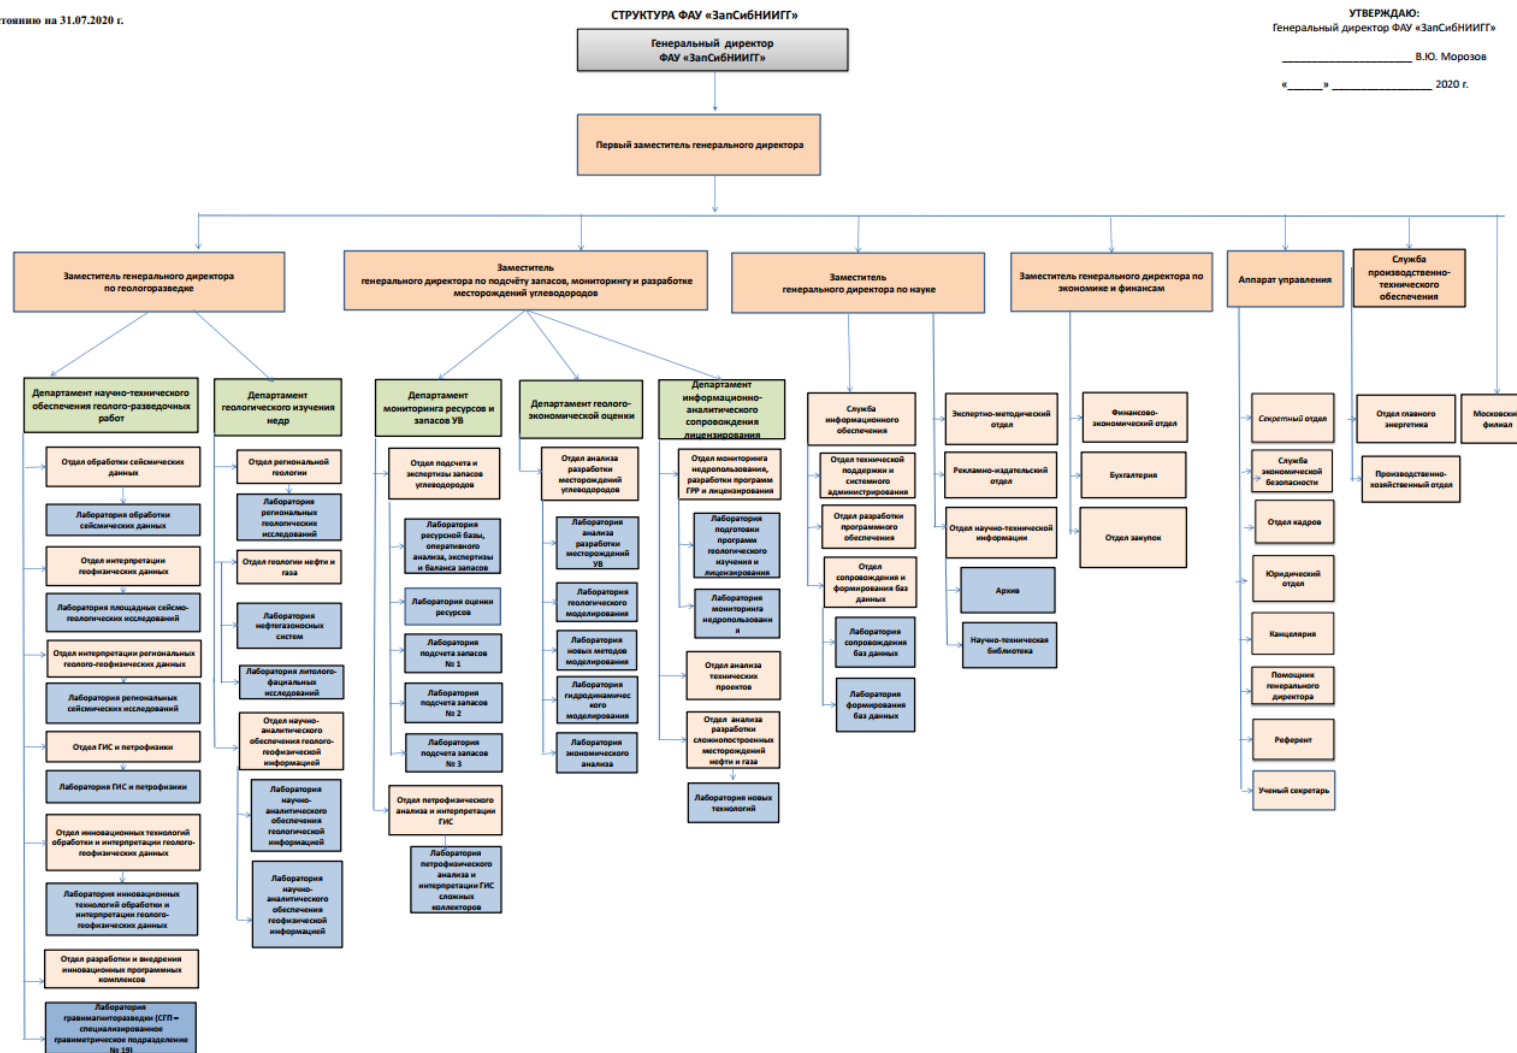 стоянию на 31.07.2020 г.
СТРУКТУРА ФАУ «ЗапСибНИИГГ»
УТВЕРЖДАЮ:
Генеральный директор ФАУ «ЗапСибНИИГГ»
____________________ В.Ю. Морозов
«______» ________________ 2020 г.
Генеральный директор
ФАУ «ЗапСибНИИГГ»
Первый заместитель генерального директора
Заместитель генерального директора
по геологоразведке
Заместитель
генерального директора по подсчёту запасов, мониторингу и разработке
месторождений углеводородов
Заместитель
генерального директора по науке
Заместитель генерального директора по
экономике и финансам
Аппарат управления
Служба
производственно-
технического
обеспечения
Департамент научно-технического
обеспечения геолого-разведочных
работ
Отдел обработки сейсмических
данных
Лаборатория обработки
сейсмических данных
Отдел интерпретации
геофизических данных
Лаборатория площадных сейсмо-
геологических исследований
Отдел интерпретации региональных
геолого-геофизических данных
Лаборатория региональных
сейсмических исследований
Отдел ГИС и петрофизики
Лаборатория ГИС и петрофизики
Отдел инновационных технологий
обработки и интерпретации геолого-
геофизических данных
Лаборатория инновационных
технологий обработки и
интерпретации геолого-
геофизических данных
Отдел разработки и внедрения
инновационных программных
комплексов
Лаборатория
гравимагниторазведки (СГП –
специализированное
гравиметрическое подразделение
№ 19)
Департамент
геологического изучения
недр
Отдел региональной
геологии
Лаборатория
региональных
геологических
исследований
Отдел геологии нефти и
газа
Лаборатория
нефтегазоносных
систем
Лаборатория литолого-
фациальных
исследований
Отдел научно-
аналитического
обеспечения геолого-
геофизической
информацией
Лаборатория
научно-
аналитического
обеспечения
геологической
информацией
Лаборатория
научно-
аналитического
обеспечения
геофизической
информацией
Департамент
мониторинга ресурсов и
запасов УВ
Отдел подсчета и
экспертизы запасов
углеводородов
Лаборатория
ресурсной базы,
оперативного
анализа, экспертизы
и баланса запасов
Лаборатория оценки
ресурсов
Лаборатория
подсчета запасов
№ 1
Лаборатория
подсчета запасов
№ 2
Лаборатория
подсчета запасов
№ 3
Отдел петрофизического
анализа и интерпретации
ГИС
Лаборатория
петрофизического
анализа и
интерпретации ГИС
сложных
коллекторов
Департамент геолого-
экономической оценки
Отдел анализа
разработки
месторождений
углеводородов
Лаборатория
анализа
разработки
месторождений
УВ
Лаборатория
геологического
моделирования
Лаборатория
новых методов
моделирования
Лаборатория
гидродинамичес
кого
моделирования
Лаборатория
экономического
анализа
Департамент
информационно-
аналитического
сопровождения
лицензирования
Отдел мониторинга
недропользования,
разработки программ
ГРР и лицензирования
Лаборатория
подготовки
программ
геологического
изучения и
лицензирования
Лаборатория
мониторинга
недропользовани
я
Отдел анализа
технических
проектов
Отдел анализа
разработки
сложнопостроенных
месторождений
нефти и газа
Лаборатория новых
технологий
Служба
информационного
обеспечения
Отдел технической
поддержки и
системного
администрирования
Отдел разработки
программного
обеспечения
Отдел
сопровождения и
формирования баз
данных
Лаборатория
сопровождения
баз данных
Лаборатория
формирования
баз данных
Экспертно-методический
отдел
Рекламно-издательский
отдел
Отдел научно-технической
информации
Архив
Научно-техническая
библиотека
Финансово-
экономический отдел
Бухгалтерия
Отдел закупок
Секретный отдел
Служба
экономической
безопасности
Отдел кадров
Юридический
отдел
Канцелярия
Помощник
генерального
директора
Референт
Ученый секретарь
Отдел главного
энергетика
Производственно-
хозяйственный отдел
Московский
филиал